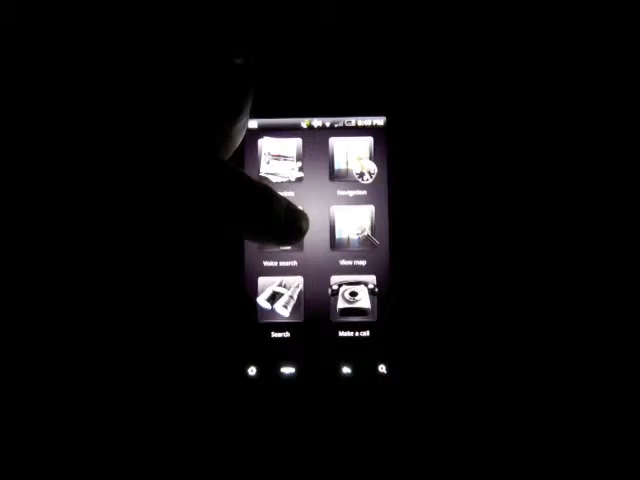 Navigation
Voice search
View map
Search
Make a call